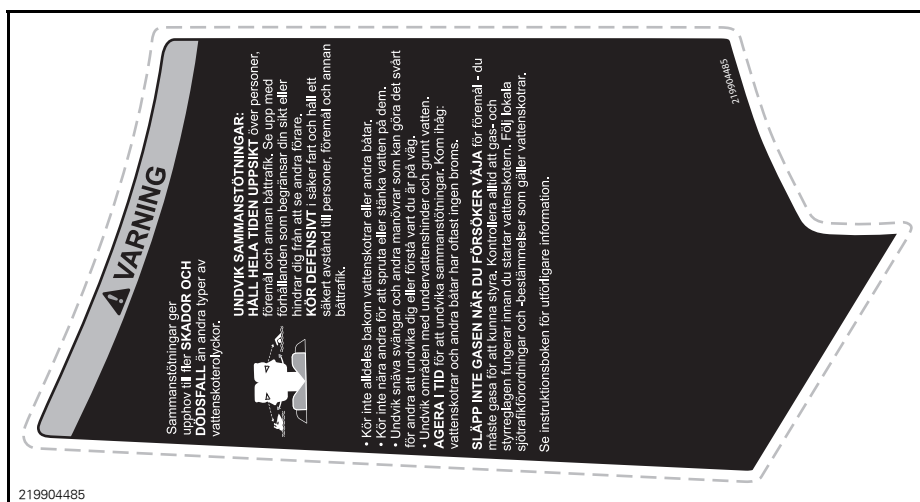 VARNING
Sammanstötningar ger
upphov till fler SKADOR OCH
DÖDSFALL än andra typer av
vattenskoterolyckor.
UNDVIK SAMMANSTÖTNINGAR:
HÅLL HELA TIDEN UPPSIKT över personer,
föremål och annan båttrafik. Se upp med
förhållanden som begränsar din sikt eller
hindrar dig från att se andra förare.
KÖR DEFENSIVT i säker fart och håll ett
säkert avstånd till personer, föremål och annan
båttrafik.
• Kör inte alldeles bakom vattenskotrar eller andra båtar.
• Kör inte nära andra för att spruta eller stänka vatten på dem.
• Undvik snäva svängar och andra manövrar som kan göra det svårt
för andra att undvika dig eller förstå vart du är på väg.
• Undvik områden med undervattenshinder och grunt vatten.
AGERA I TID för att undvika sammanstötningar. Kom ihåg:
vattenskotrar och andra båtar har oftast ingen broms.
SLÄPP INTE GASEN NÄR DU FÖRSÖKER VÄJA för föremål - du
måste gasa för att kunna styra. Kontrollera alltid att gas- och
styrreglagen fungerar innan du startar vattenskotern. Följ lokala
sjötrafikförordningar och -bestämmelser som gäller vattenskotrar.
Se instruktionsboken för utförligare information.
219904485
219904485